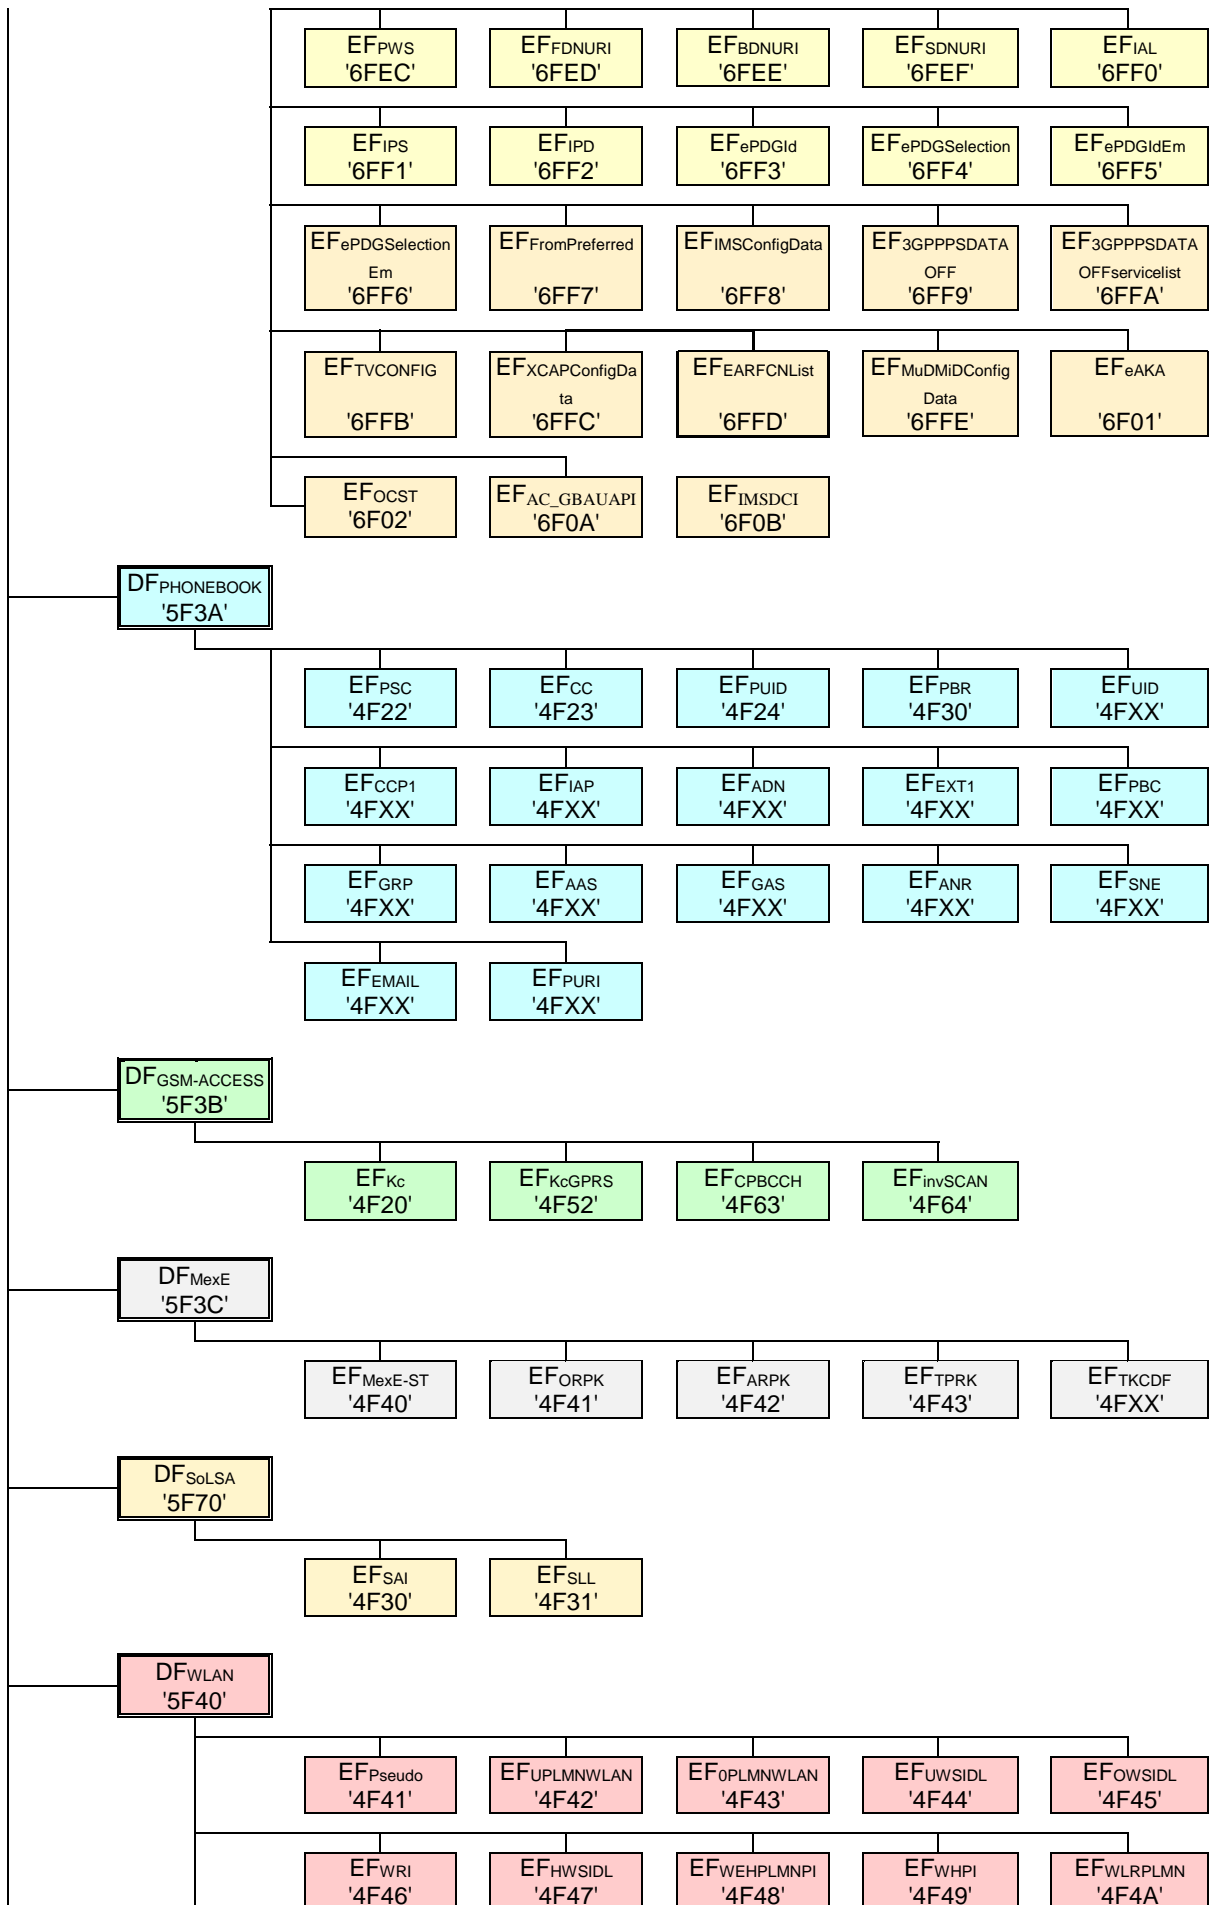 EFPWS EFFDNURI EFBDNURI EFSDNURI EFIAL
'6FEC' '6FED' '6FEE' '6FEF' '6FF0'
EFIPS EFIPD EFePDGId EFePDGSelection EFePDGIdEm
'6FF1' '6FF2' '6FF3' '6FF4' '6FF5'
EFePDGSelection EFFromPreferred EFIMSConfigData EF3GPPPSDATA EF3GPPPSDATA
Em OFF OFFservicelist
'6FF6' '6FF7' '6FF8' '6FF9' '6FFA'
EFTVCONFIG EFXCAPConfigDa EFEARFCNList EFMuDMiDConfig EFeAKA
ta Data
'6FFB' '6FFC' '6FFD' '6FFE' '6F01'
EFOCST EFAC_GBAUAPI EFIMSDCI
'6F02' '6F0A' '6F0B'
DFPHONEBOOK
'5F3A'
EFPSC EFCC EFPUID EFPBR EFUID
'4F22' '4F23' '4F24' '4F30' '4FXX'
EFCCP1 EFIAP EFADN EFEXT1 EFPBC
'4FXX' '4FXX' '4FXX' '4FXX' '4FXX'
EFGRP EFAAS EFGAS EFANR EFSNE
'4FXX' '4FXX' '4FXX' '4FXX' '4FXX'
EFEMAIL EFPURI
'4FXX' '4FXX'
DFGSM-ACCESS
'5F3B'
EFKc EFKcGPRS EFCPBCCH EFinvSCAN
'4F20' '4F52' '4F63' '4F64'
DFMexE
'5F3C'
EFMexE-ST EFORPK EFARPK EFTPRK EFTKCDF
'4F40' '4F41' '4F42' '4F43' '4FXX'
DFSoLSA
'5F70'
EFSAI EFSLL
'4F30' '4F31'
DFWLAN
'5F40'
EFPseudo EFUPLMNWLAN EF0PLMNWLAN EFUWSIDL EFOWSIDL
'4F41' '4F42' '4F43' '4F44' '4F45'
EFWRI EFHWSIDL EFWEHPLMNPI EFWHPI EFWLRPLMN
'4F46' '4F47' '4F48' '4F49' '4F4A'